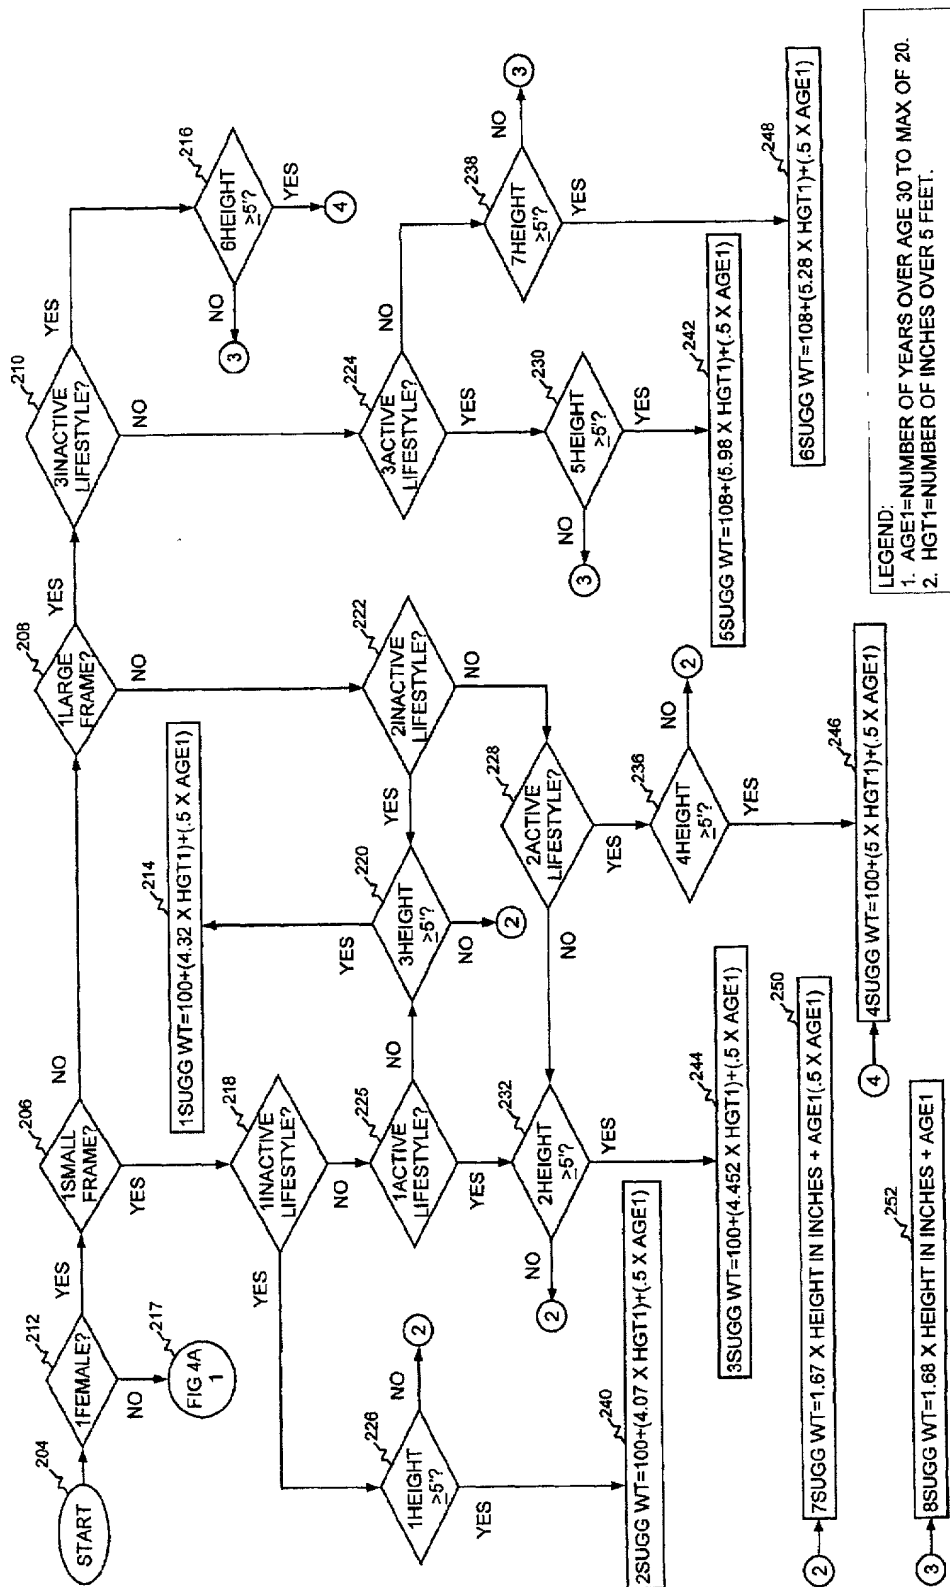 START
204
1FEMALE?
212
YES
NO
FIG 4A
1
217
1SMALL
FRAME?
206
NO
YES
1LARGE
FRAME?
208
YES
NO
3INACTIVE
LIFESTYLE?
210
YES
NO
6HEIGHT
≥5'?
216
NO
3
YES
4
1SUGG WT=100+(4.32 X HGT1)+(.5 X AGE1)
214
1INACTIVE
LIFESTYLE?
218
YES
NO
1ACTIVE
LIFESTYLE?
225
NO
YES
3HEIGHT
≥5'?
220
YES
NO
2
2INACTIVE
LIFESTYLE?
222
YES
NO
3ACTIVE
LIFESTYLE?
224
NO
YES
1HEIGHT
≥5'?
226
NO
2
YES
2HEIGHT
≥5'?
232
NO
2
YES
2ACTIVE
LIFESTYLE?
228
NO
YES
4HEIGHT
≥5'?
236
NO
2
YES
5HEIGHT
≥5'?
230
NO
3
YES
7HEIGHT
≥5'?
238
NO
3
YES
2SUGG WT=100+(4.07 X HGT1)+(.5 X AGE1)
240
3SUGG WT=100+(4.452 X HGT1)+(.5 X AGE1)
244
5SUGG WT=108+(5.98 X HGT1)+(.5 X AGE1)
242
6SUGG WT=108+(5.28 X HGT1)+(.5 X AGE1)
248
2
7SUGG WT=1.67 X HEIGHT IN INCHES + AGE1(.5 X AGE1)
250
4
4SUGG WT=100+(5 X HGT1)+(.5 X AGE1)
246
3
8SUGG WT=1.68 X HEIGHT IN INCHES + AGE1
252
LEGEND:
1. AGE1=NUMBER OF YEARS OVER AGE 30 TO MAX OF 20.
2. HGT1=NUMBER OF INCHES OVER 5 FEET.